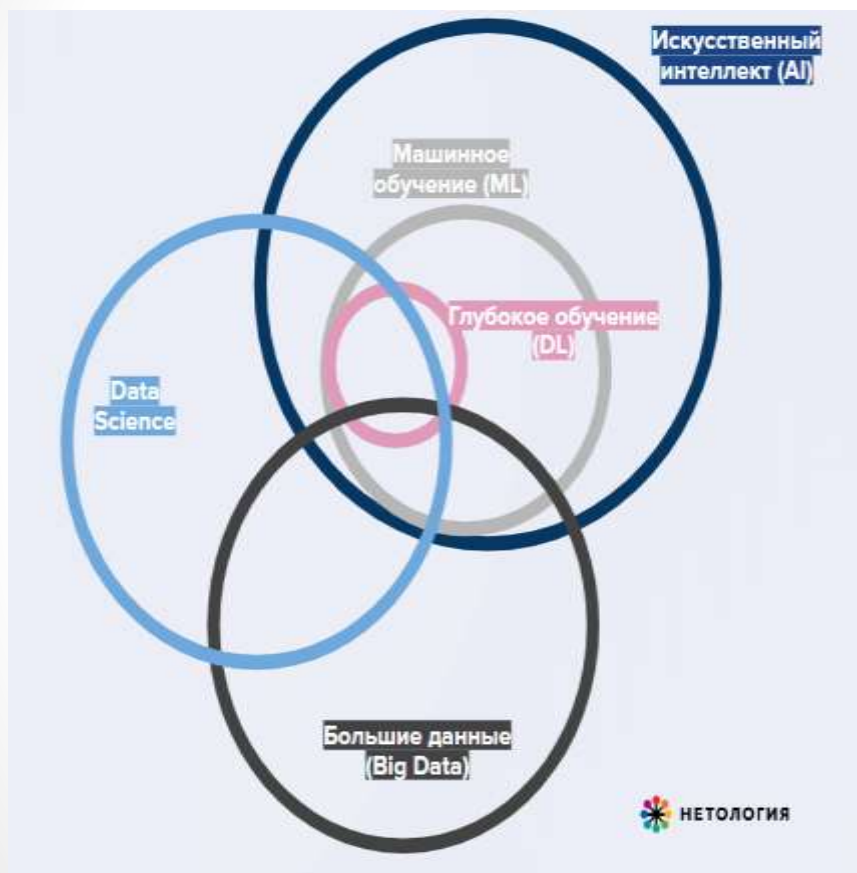 Искусственный
интеллект (AI)
Машинное
обучение (ML)
Глубокое обучение
(DL)
Data
Science
Большие данные
(Big Data)
НЕТОЛОГИЯ